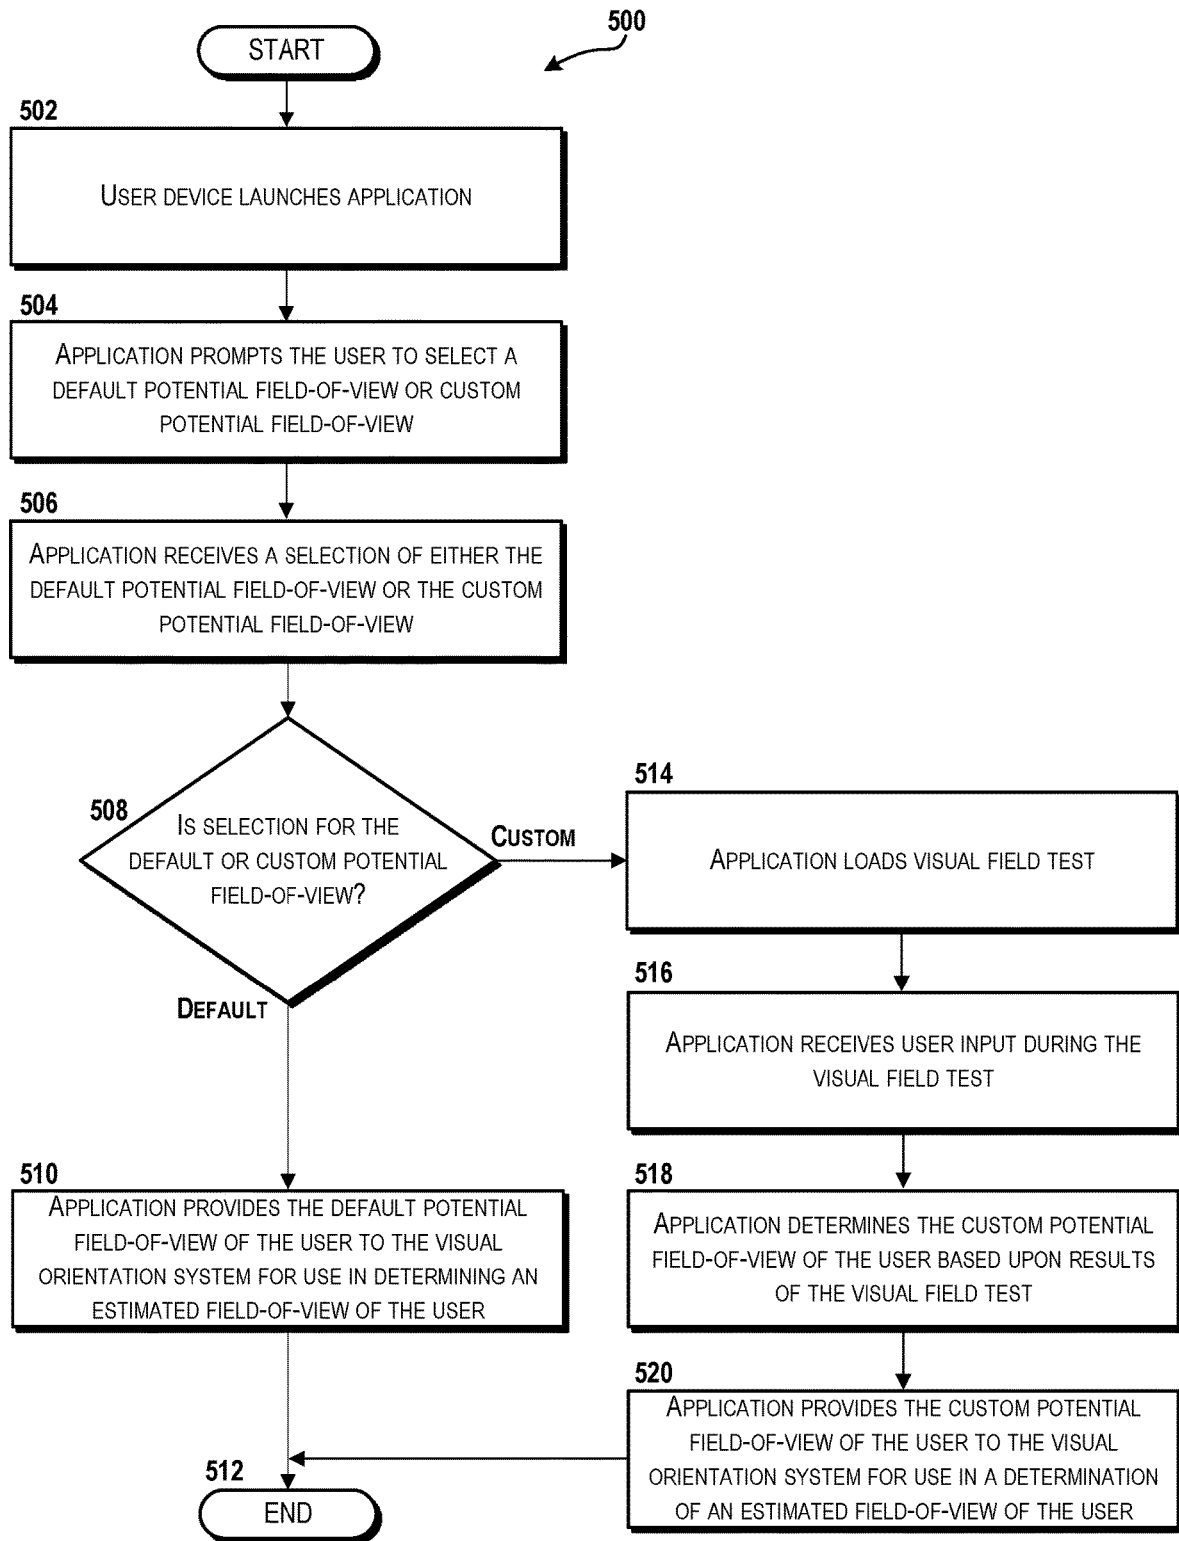 500
START
502
USER DEVICE LAUNCHES APPLICATION
504
APPLICATION PROMPTS THE USER TO SELECT A
DEFAULT POTENTIAL FIELD-OF-VIEW OR CUSTOM
POTENTIAL FIELD-OF-VIEW
506
APPLICATION RECEIVES A SELECTION OF EITHER THE
DEFAULT POTENTIAL FIELD-OF-VIEW OR THE CUSTOM
POTENTIAL FIELD-OF-VIEW
508
IS SELECTION FOR THE
DEFAULT OR CUSTOM POTENTIAL
FIELD-OF-VIEW?
CUSTOM
DEFAULT
510
APPLICATION PROVIDES THE DEFAULT POTENTIAL
FIELD-OF-VIEW OF THE USER TO THE VISUAL
ORIENTATION SYSTEM FOR USE IN DETERMINING AN
ESTIMATED FIELD-OF-VIEW OF THE USER
512
END
514
APPLICATION LOADS VISUAL FIELD TEST
516
APPLICATION RECEIVES USER INPUT DURING THE
VISUAL FIELD TEST
518
APPLICATION DETERMINES THE CUSTOM POTENTIAL
FIELD-OF-VIEW OF THE USER BASED UPON RESULTS
OF THE VISUAL FIELD TEST
520
APPLICATION PROVIDES THE CUSTOM POTENTIAL
FIELD-OF-VIEW OF THE USER TO THE VISUAL
ORIENTATION SYSTEM FOR USE IN A DETERMINATION
OF AN ESTIMATED FIELD-OF-VIEW OF THE USER